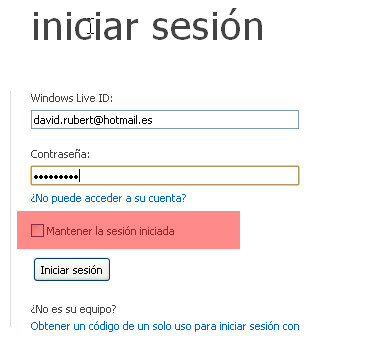 iniciar sesión
Windows Live ID:
david.rubert@hotmail.es
Contraseña:
•••••••••
¿No puede acceder a su cuenta?
Mantener la sesión iniciada
Iniciar sesión
¿No es su equipo?
Obtener un código de un solo uso para iniciar sesión con